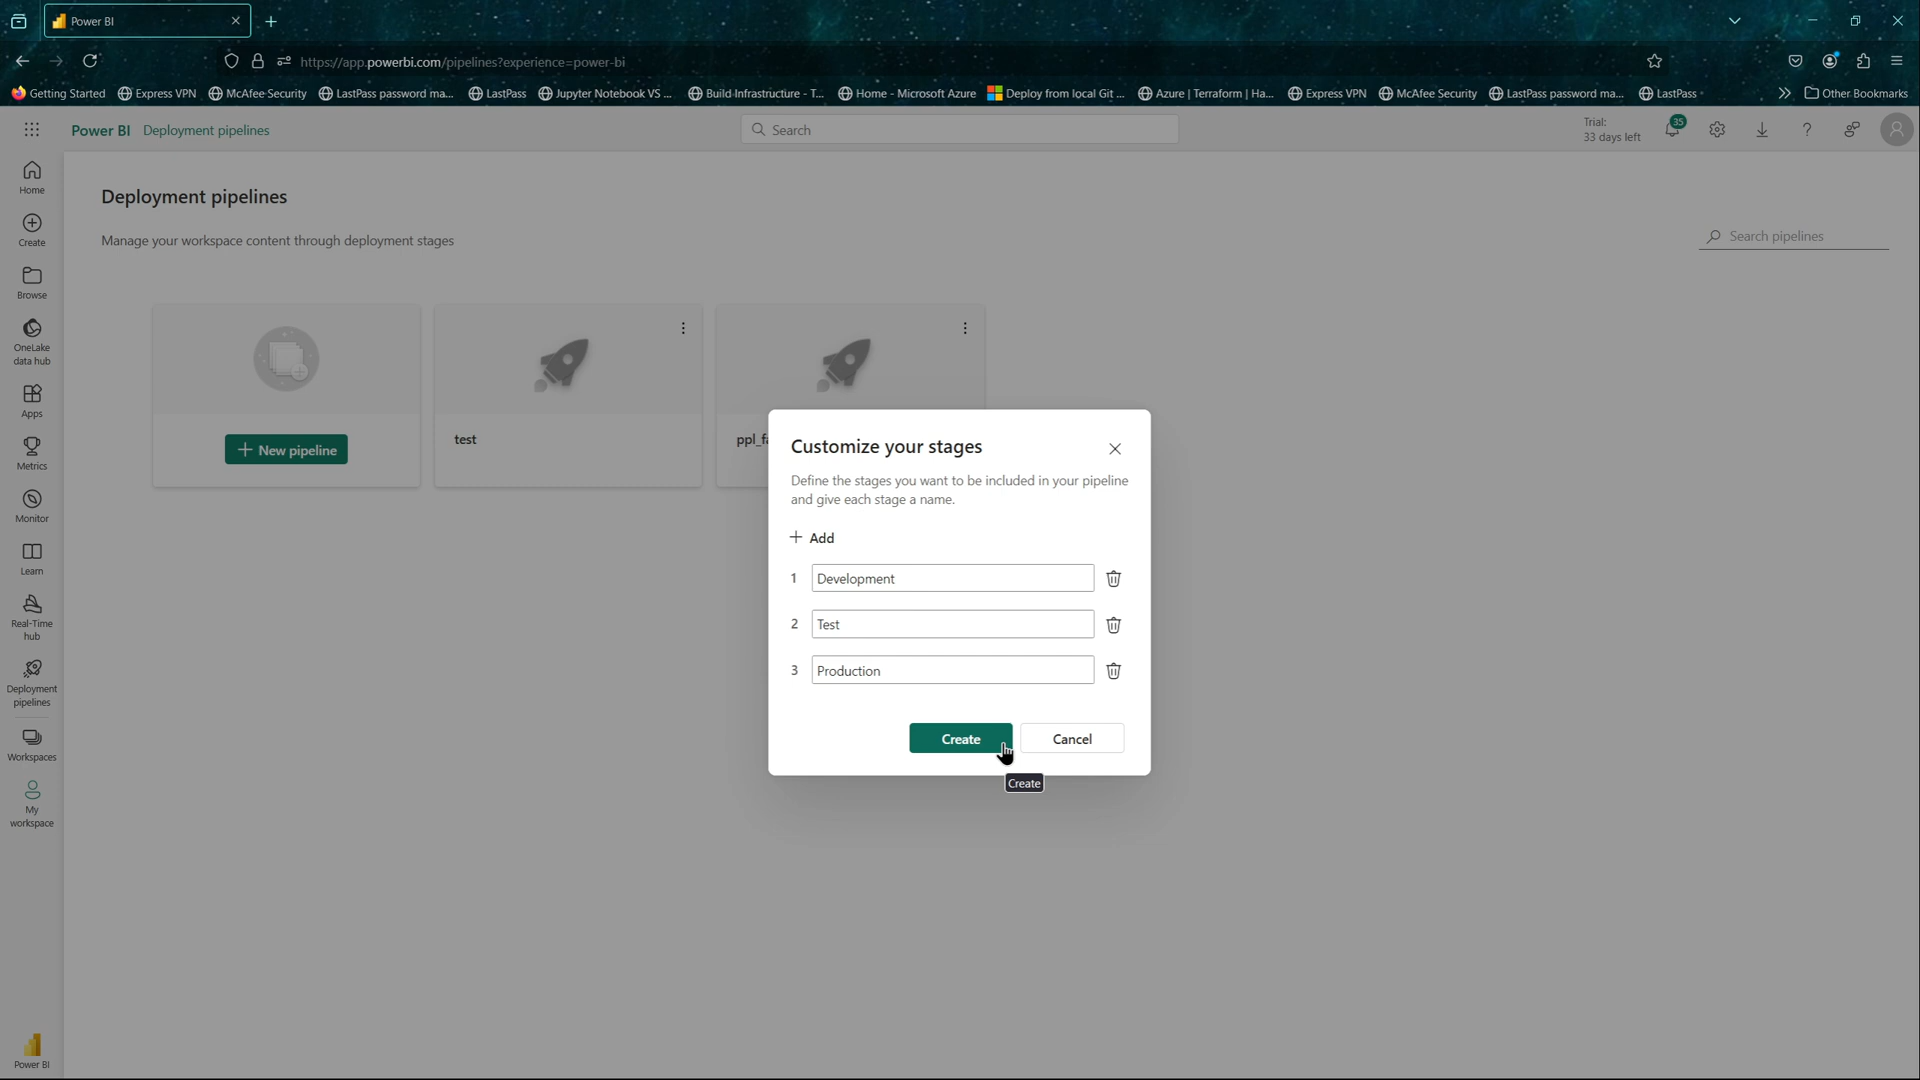 Power BI
https://app.powerbi.com/pipelines?experience=power-bi
Getting Started
Express VPN
McAfee Security
LastPass password ma...
LastPass
Jupyter Notebook VS ...
Build-Infrastructure - T...
Home - Microsoft Azure
Deploy from local Git ...
Azure | Terraform | Ha...
Express VPN
McAfee Security
LastPass password ma...
LastPass
Other Bookmarks
Power BI
Deployment pipelines
Search
Trial:
33 days left
35
Home
Create
Browse
OneLake
data hub
Apps
Metrics
Monitor
Learn
Real-Time
hub
Deployment
pipelines
Workspaces
My
workspace
Power BI
Deployment pipelines
Manage your workspace content through deployment stages
Search pipelines
New pipeline
test
Customize your stages
Define the stages you want to be included in your pipeline
and give each stage a name.
Add
1 Development
2 Test
3 Production
Create
Cancel
Create